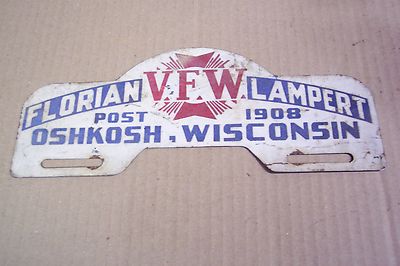 FLORIAN V.F.W. LAMPERT
POST 1908
OSHKOSH, WISCONSIN